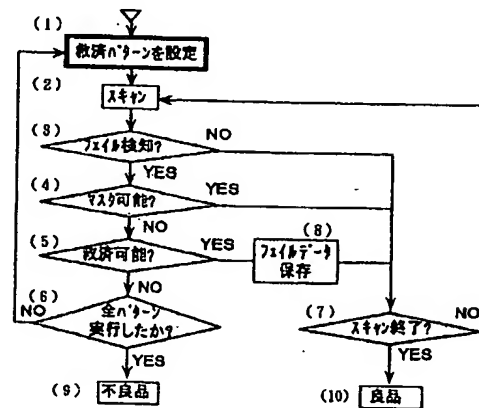 (1)
救済パターンを設定
(2)
スキャン
(3)
フェイル検知?
NO
YES
(4)
マスク可能?
YES
NO
(5)
救済可能?
YES
(8)
フェイルデータ
保存
NO
(6)
NO
全パターン
実行したか?
YES
(7)
スキャン終了?
NO
YES
(9)
不良品
(10)
良品